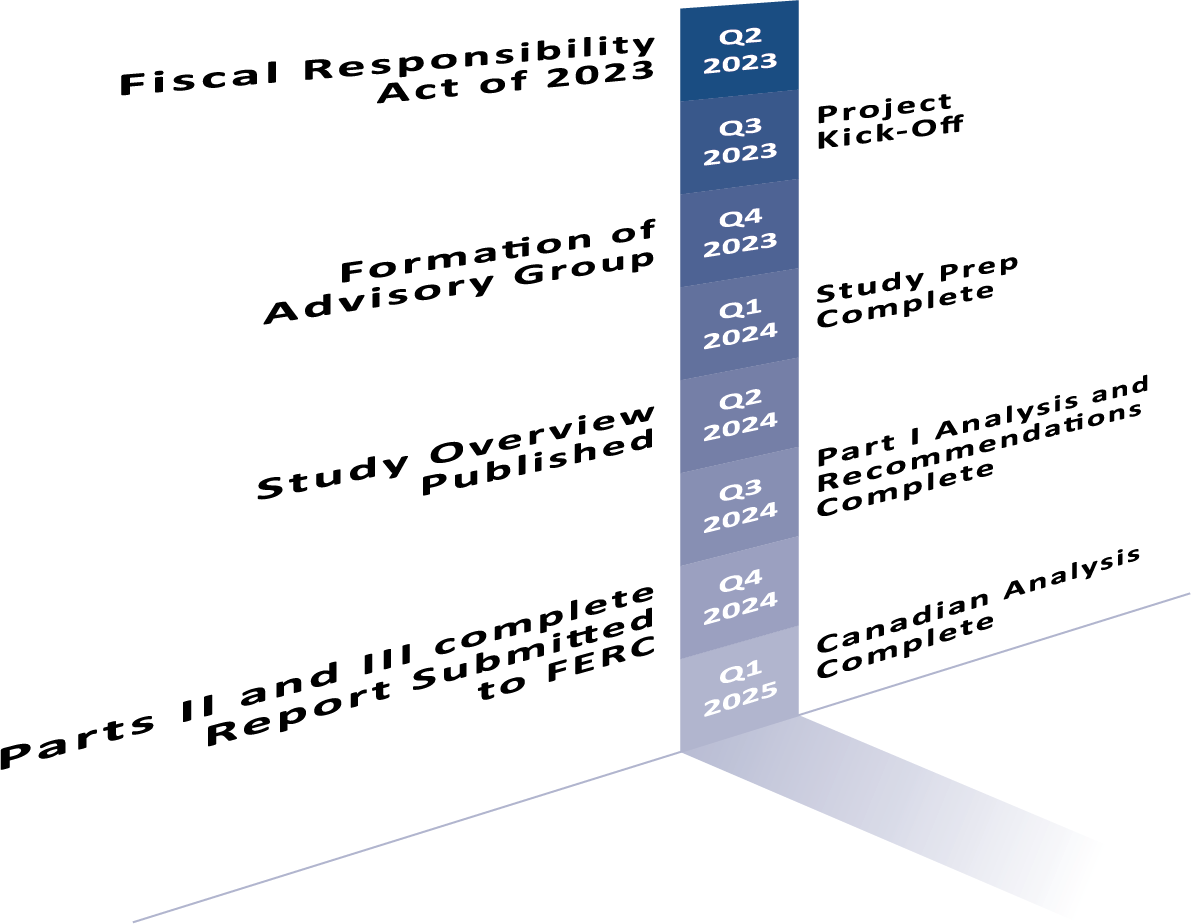 Fiscal Responsibility
Act of 2023
Q2
2023
Q3
2023
Project
Kick-Off
Formation of
Advisory Group
Q4
2023
Q1
2024
Study Prep
Complete
Study Overview
Published
Q2
2024
Q3
2024
Part I Analysis and
Recommendations
Complete
Parts II and III complete
Report Submitted
to FERC
Q4
2024
Q1
2025
Canadian Analysis
Complete